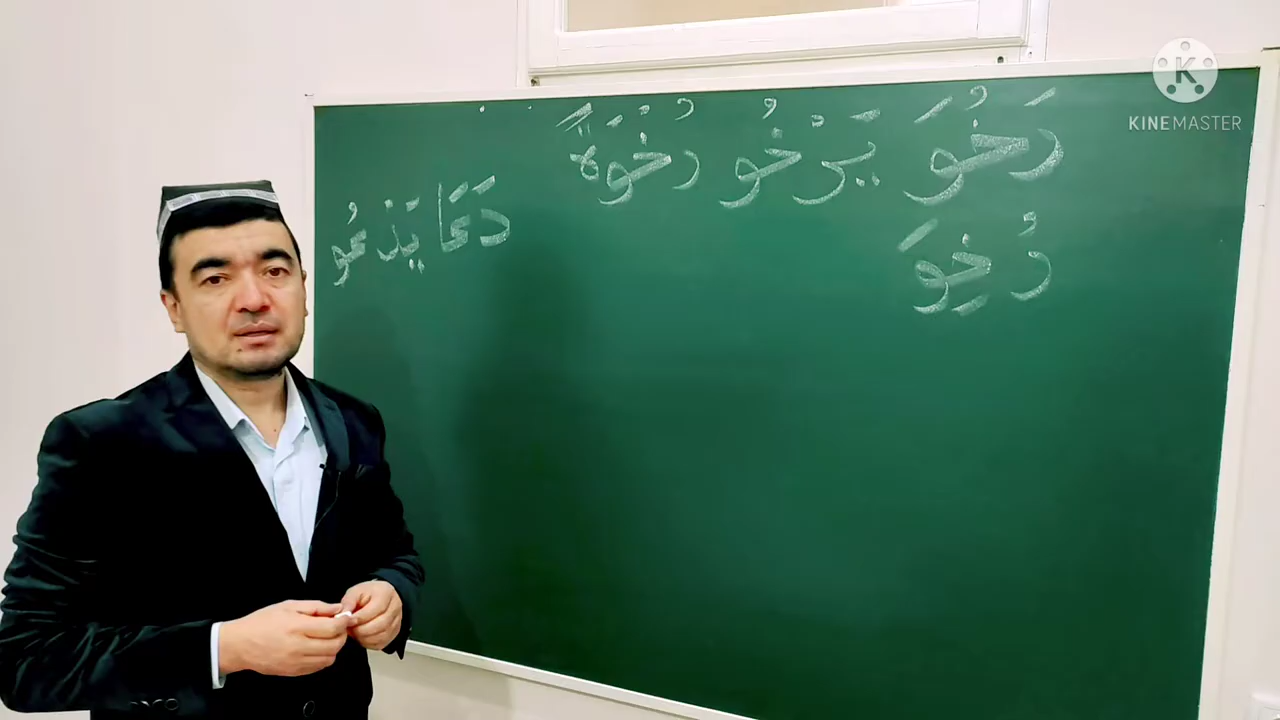 رَخُوَ يَرْخُو رُخْوَةً
رُخِوَ
دَعَا يَدْعُو
KINEMASTER